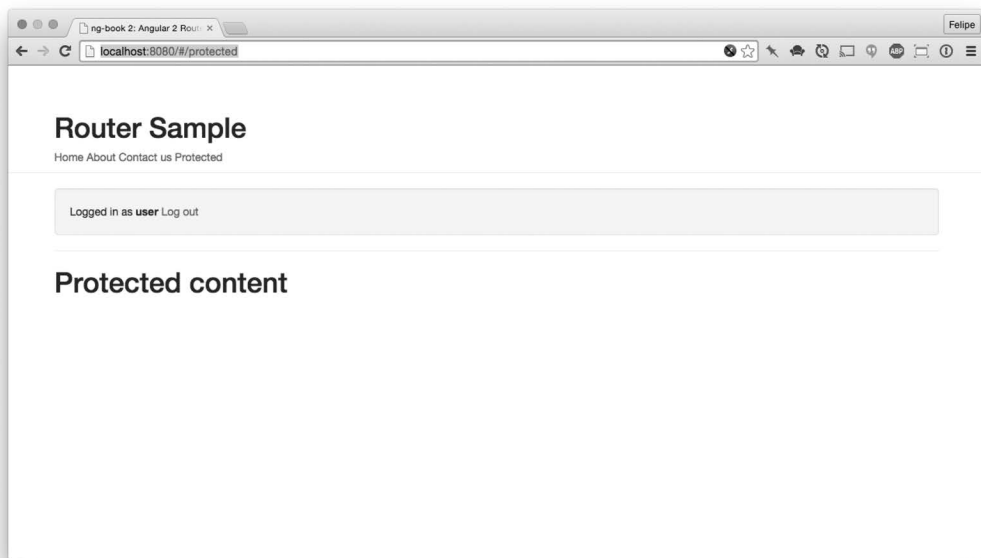 ng-book 2: Angular 2 Rout
Felipe
localhost:8080/#/protected
ABP
Router Sample
Home About Contact us Protected
Logged in as user Log out
Protected content